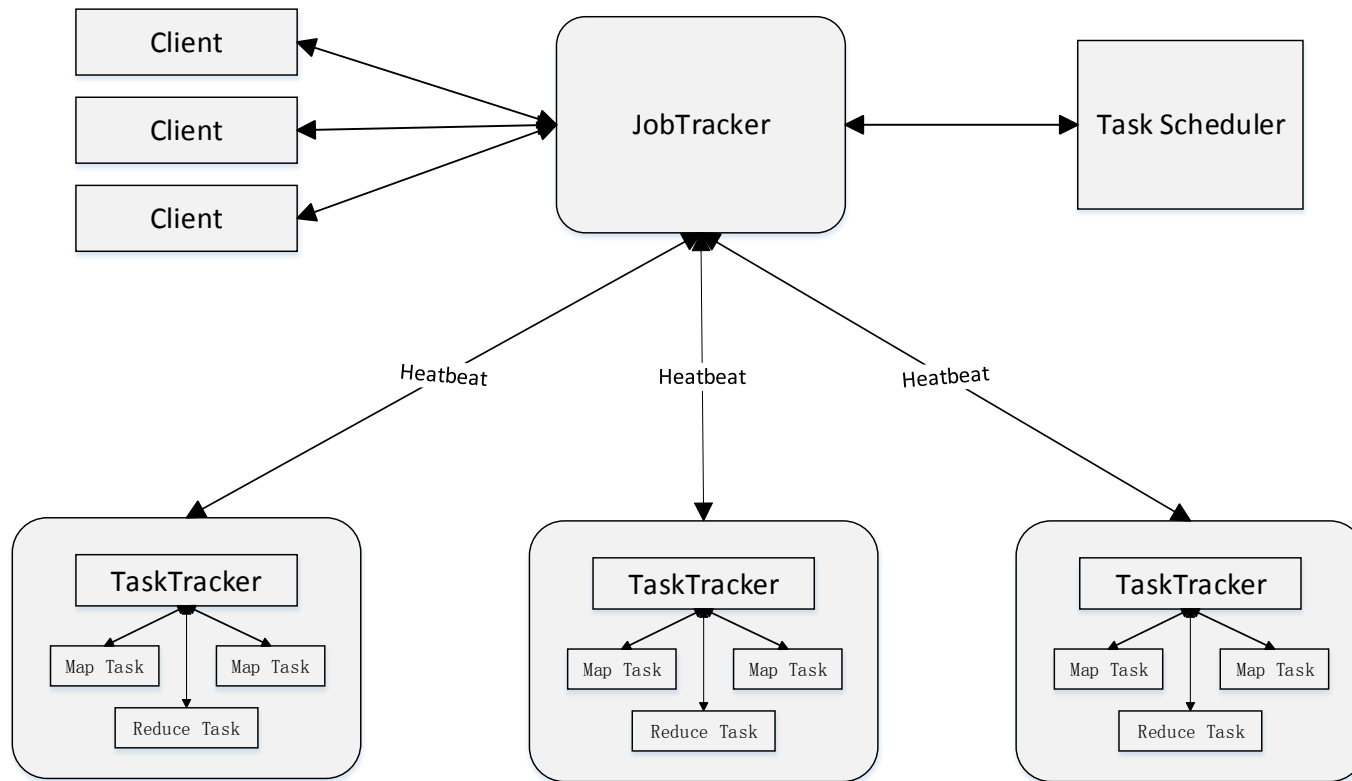 Client
JobTracker
Task Scheduler
Client
Client
Heatbeat
Heatbeat
Heatbeat
TaskTracker
Map Task
Map Task
Reduce Task
TaskTracker
Map Task
Map Task
Reduce Task
TaskTracker
Map Task
Map Task
Reduce Task